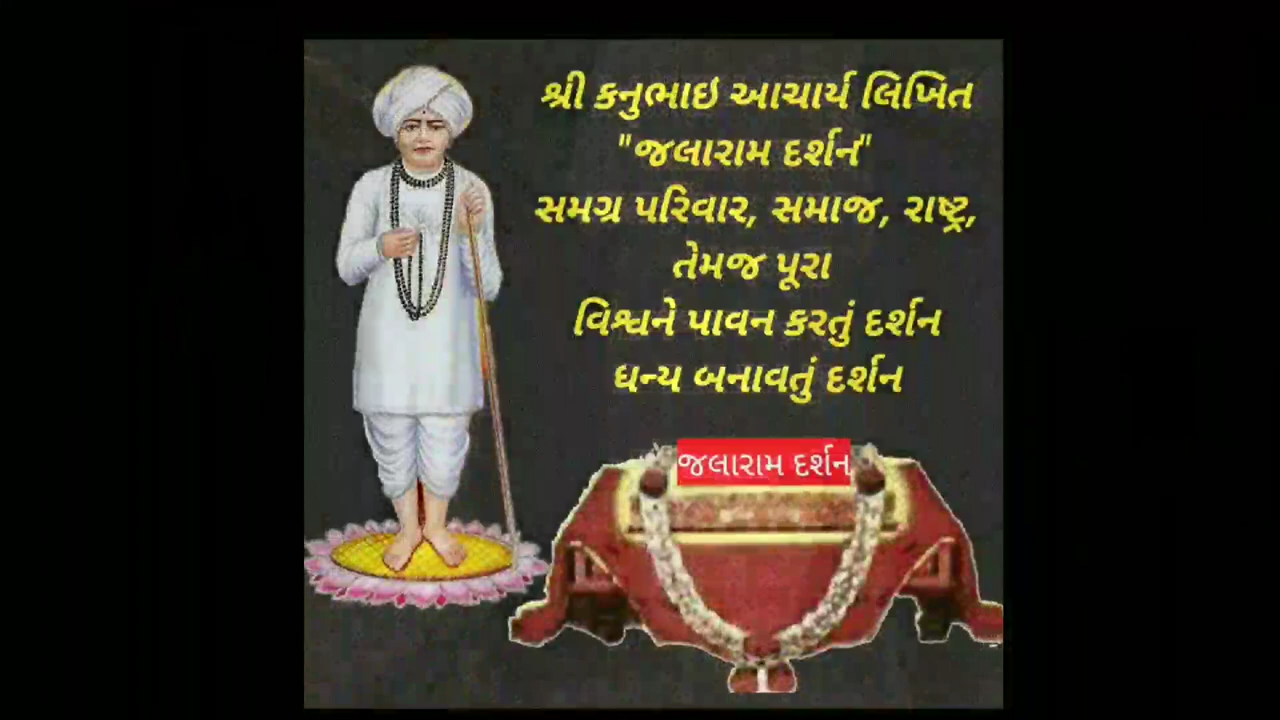 શ્રી કનુભાઇ આચાર્ય લિખિત
"જલારામ દર્શન"
સમગ્ર પરિવાર, સમાજ, રાષ્ટ્ર,
તેમજ પૂરા
વિશ્વને પાવન કરતું દર્શન
ધન્ય બનાવતું દર્શન
જલારામ દર્શન